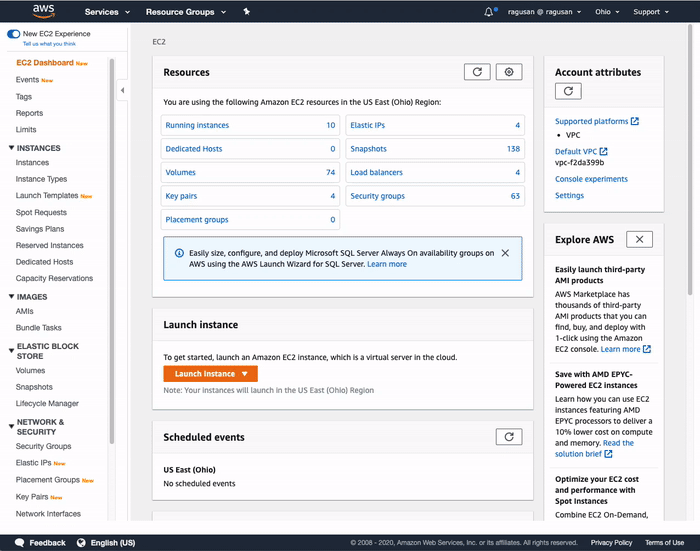 aws
Services
Resource Groups
ragusan @ ragusan
Ohio
Support
New EC2 Experience
Tell us what you think
EC2 Dashboard New
Events New
Tags
Reports
Limits
INSTANCES
Instances
Instance Types
Launch Templates New
Spot Requests
Savings Plans
Reserved Instances
Dedicated Hosts
Capacity Reservations
IMAGES
AMIs
Bundle Tasks
ELASTIC BLOCK
STORE
Volumes
Snapshots
Lifecycle Manager
NETWORK &
SECURITY
Security Groups
Elastic IPs New
Placement Groups New
Key Pairs New
Network Interfaces
EC2
Resources
You are using the following Amazon EC2 resources in the US East (Ohio) Region:
Running instances 10
Elastic IPs 4
Dedicated Hosts 0
Snapshots 138
Volumes 74
Load balancers 4
Key pairs 4
Security groups 63
Placement groups 0
Easily size, configure, and deploy Microsoft SQL Server Always On availability groups on
AWS using the AWS Launch Wizard for SQL Server. Learn more
Launch instance
To get started, launch an Amazon EC2 instance, which is a virtual server in the cloud.
Launch Instance
Note: Your instances will launch in the US East (Ohio) Region
Scheduled events
US East (Ohio)
No scheduled events
Account attributes
Supported platforms
• VPC
Default VPC
vpc-f2da399b
Console experiments
Settings
Explore AWS
Easily launch third-party
AMI products
AWS Marketplace has
thousands of third-party
AMI products that you can
find, buy, and deploy with
1-click using the Amazon
EC2 console. Learn more
Save with AMD EPYC-
Powered EC2 instances
Learn how you can use EC2
instances featuring AMD
EPYC processors to deliver a
10% lower cost on compute
and memory. Read the
solution brief
Optimize your EC2 cost
and performance with
Spot Instances
Combine EC2 On-Demand,
Feedback
English (US)
© 2008 - 2020, Amazon Web Services, Inc. or its affiliates. All rights reserved.
Privacy Policy
Terms of Use